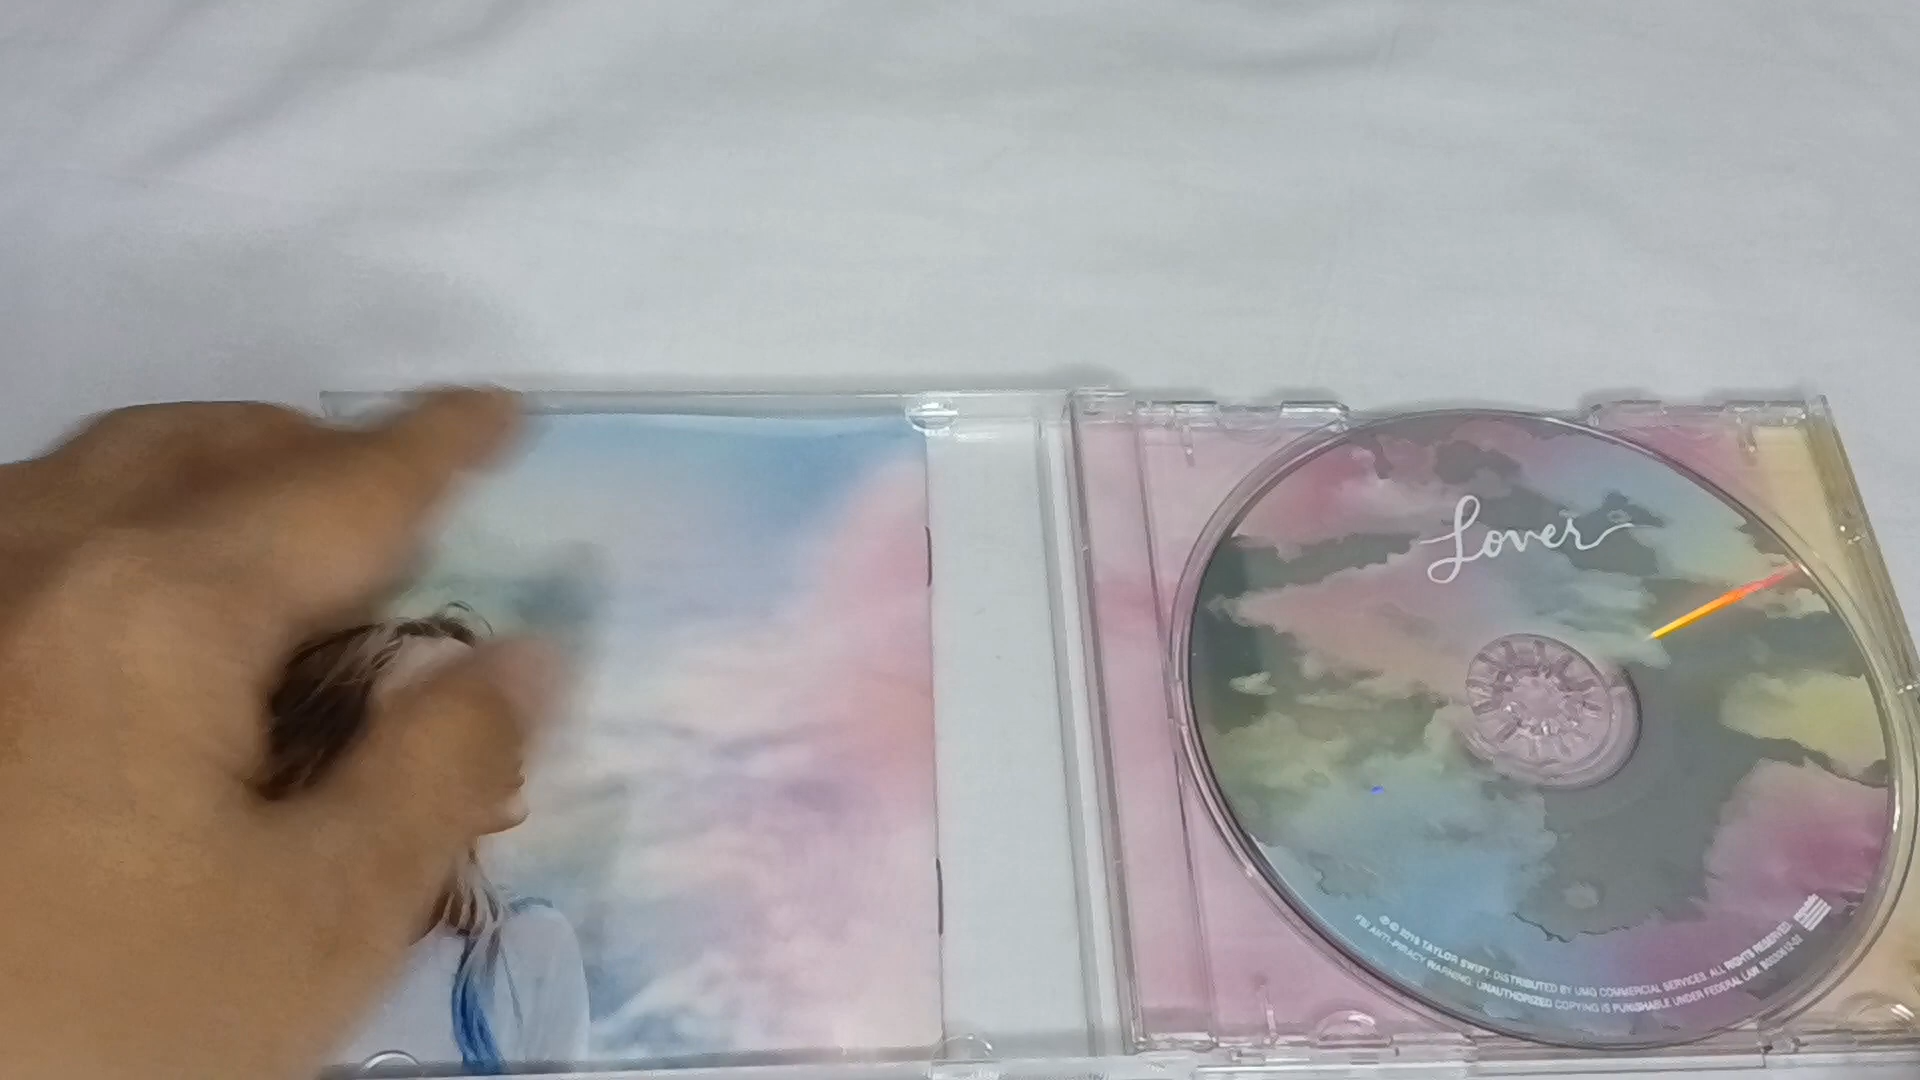 Lover
℗ © 2019 TAYLOR SWIFT. DISTRIBUTED BY UMG COMMERCIAL SERVICES. ALL RIGHTS RESERVED.
FBI ANTI-PIRACY WARNING: UNAUTHORIZED COPYING IS PUNISHABLE UNDER FEDERAL LAW.